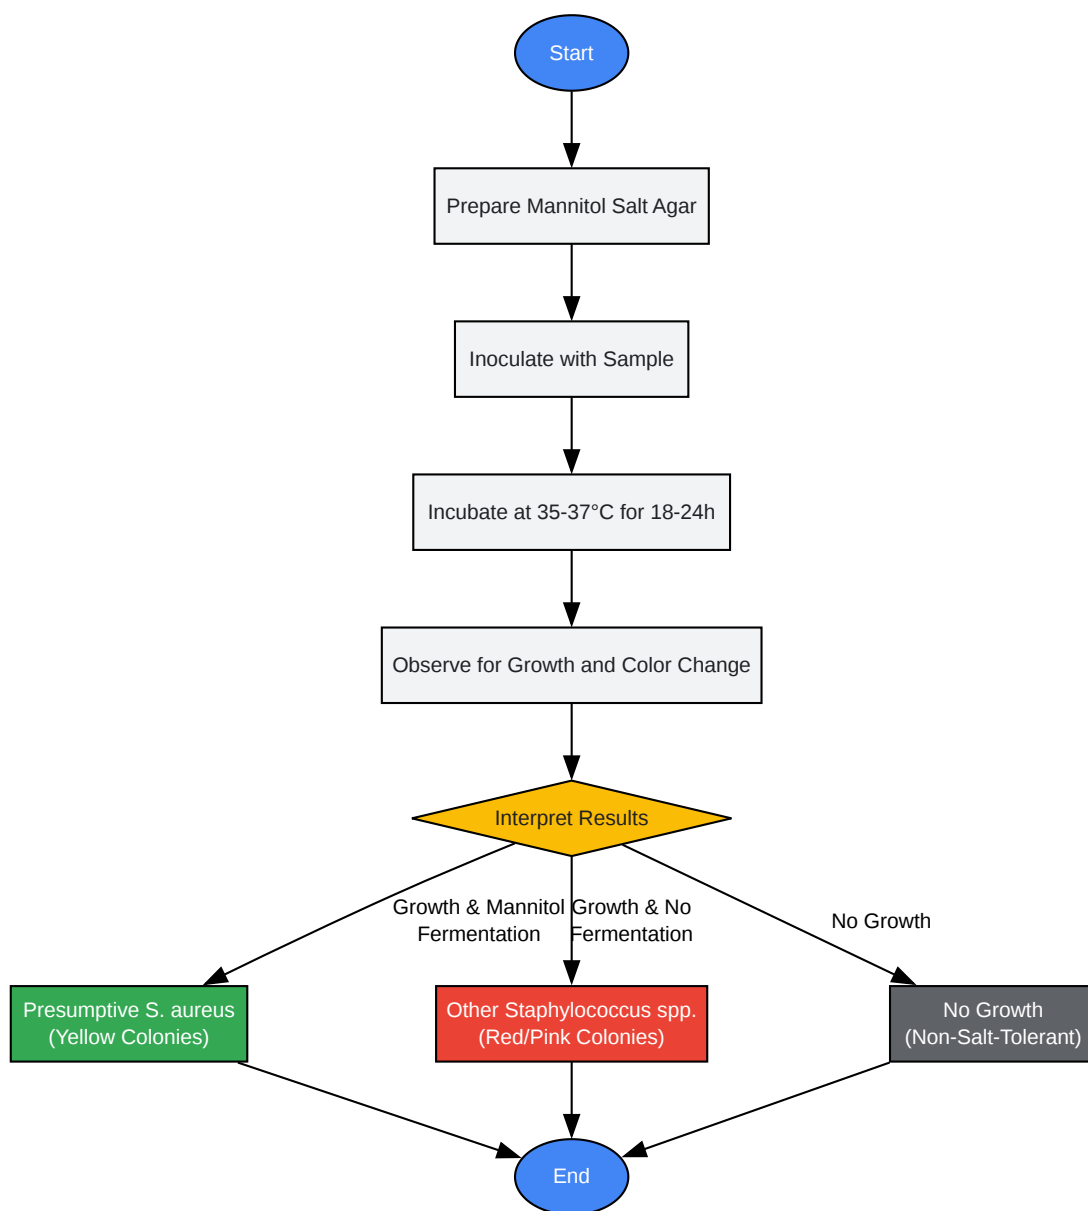 Start
Prepare Mannitol Salt Agar
Inoculate with Sample
Incubate at 35-37°C for 18-24h
Observe for Growth and Color Change
Interpret Results
Growth & Mannitol
Fermentation
Growth & No
Fermentation
No Growth
Presumptive S. aureus
(Yellow Colonies)
Other Staphylococcus spp.
(Red/Pink Colonies)
No Growth
(Non-Salt-Tolerant)
End